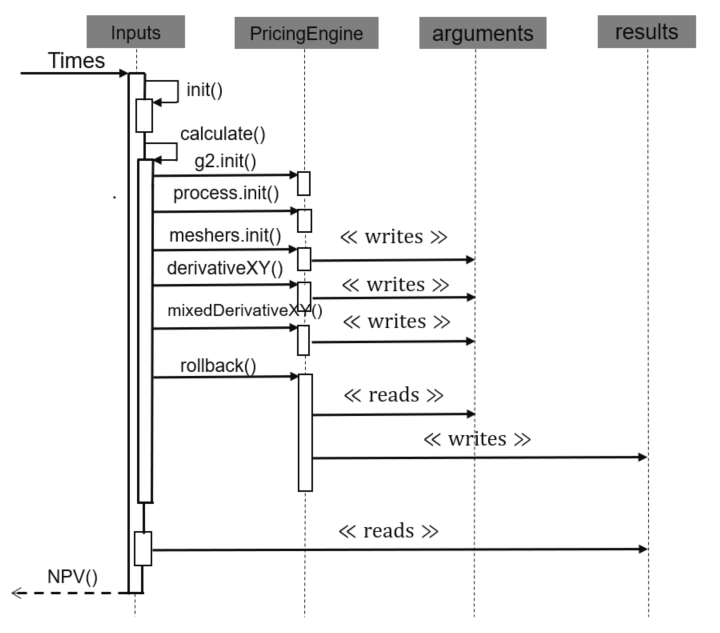 Inputs
PricingEngine
arguments
results
Times
init()
calculate()
g2.init()
process.init()
meshers.init()
≪ writes ≫
derivativeXY()
≪ writes ≫
mixedDerivativeXY()
≪ writes ≫
rollback()
≪ reads ≫
≪ writes ≫
≪ reads ≫
NPV()